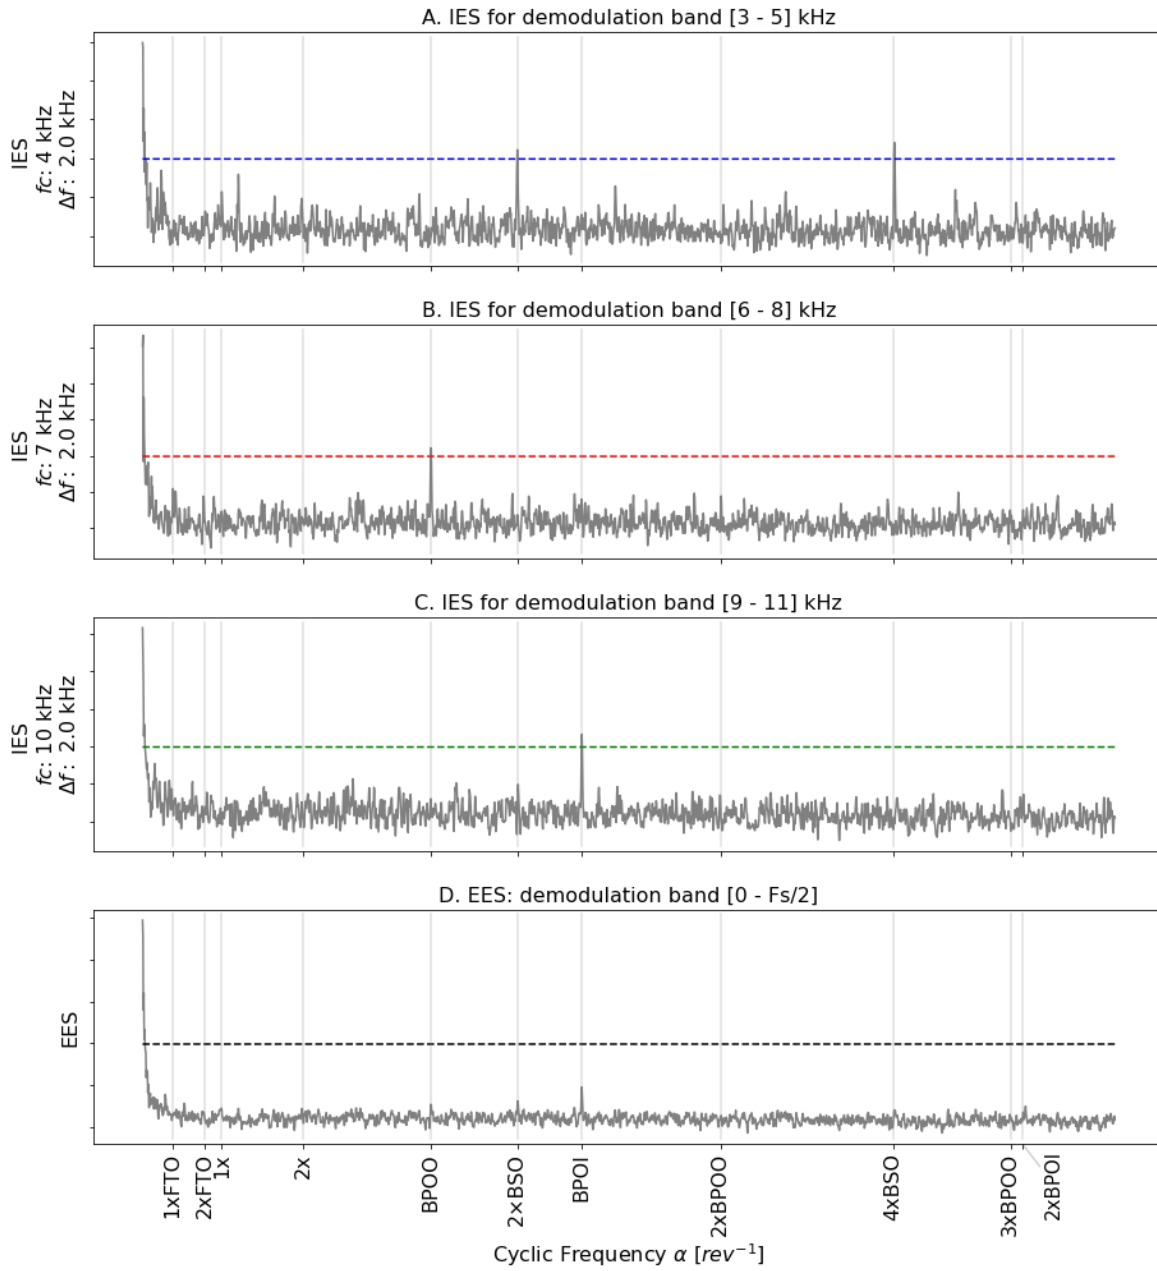 A. IES for demodulation band [3 - 5] kHz
IES
fc: 4 kHz
Δf: 2.0 kHz
B. IES for demodulation band [6 - 8] kHz
IES
fc: 7 kHz
Δf: 2.0 kHz
C. IES for demodulation band [9 - 11] kHz
IES
fc: 10 kHz
Δf: 2.0 kHz
D. EES: demodulation band [0 - Fs/2]
EES
1xFTO
2xFTO
1x
2x
BPOO
2×BSO
BPOI
2xBPOO
4xBSO
3xBPOO
2xBPOI
Cyclic Frequency α [rev⁻¹]